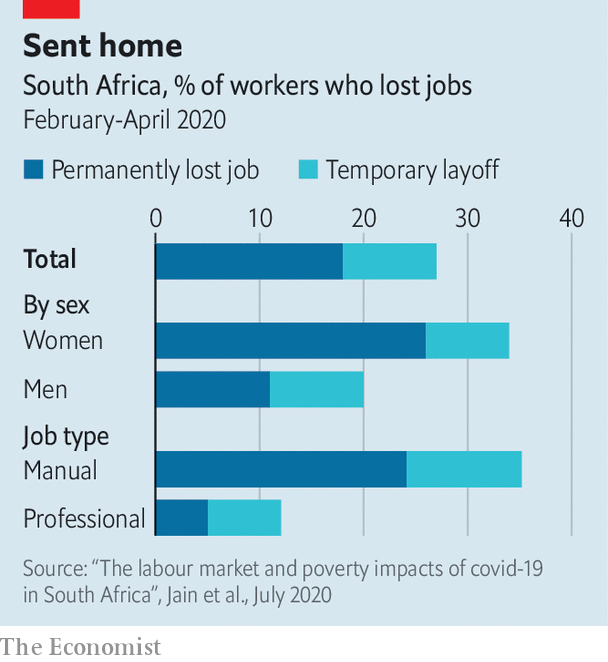 Sent home
South Africa, % of workers who lost jobs
February-April 2020
Permanently lost job Temporary layoff
0 10 20 30 40
Total
By sex
Women
Men
Job type
Manual
Professional
Source: “The labour market and poverty impacts of covid-19
in South Africa”, Jain et al., July 2020
The Economist